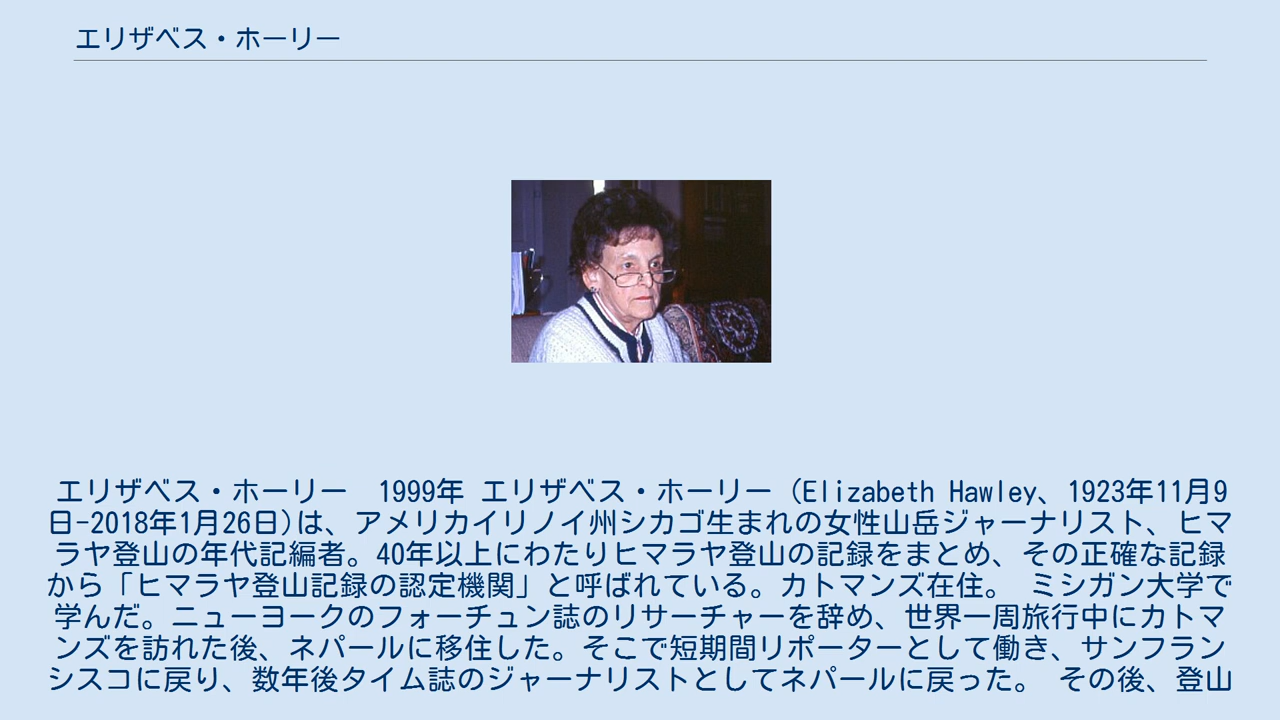 エリザベス・ホーリー
エリザベス・ホーリー　1999年 エリザベス・ホーリー（Elizabeth Hawley、1923年11月9
日-2018年1月26日)は、アメリカイリノイ州シカゴ生まれの女性山岳ジャーナリスト、ヒマ
ラヤ登山の年代記編者。40年以上にわたりヒマラヤ登山の記録をまとめ、その正確な記録
から「ヒマラヤ登山記録の認定機関」と呼ばれている。カトマンズ在住。 ミシガン大学で
学んだ。ニューヨークのフォーチュン誌のリサーチャーを辞め、世界一周旅行中にカトマ
ンズを訪れた後、ネパールに移住した。そこで短期間リポーターとして働き、サンフラン
シスコに戻り、数年後タイム誌のジャーナリストとしてネパールに戻った。 その後、登山